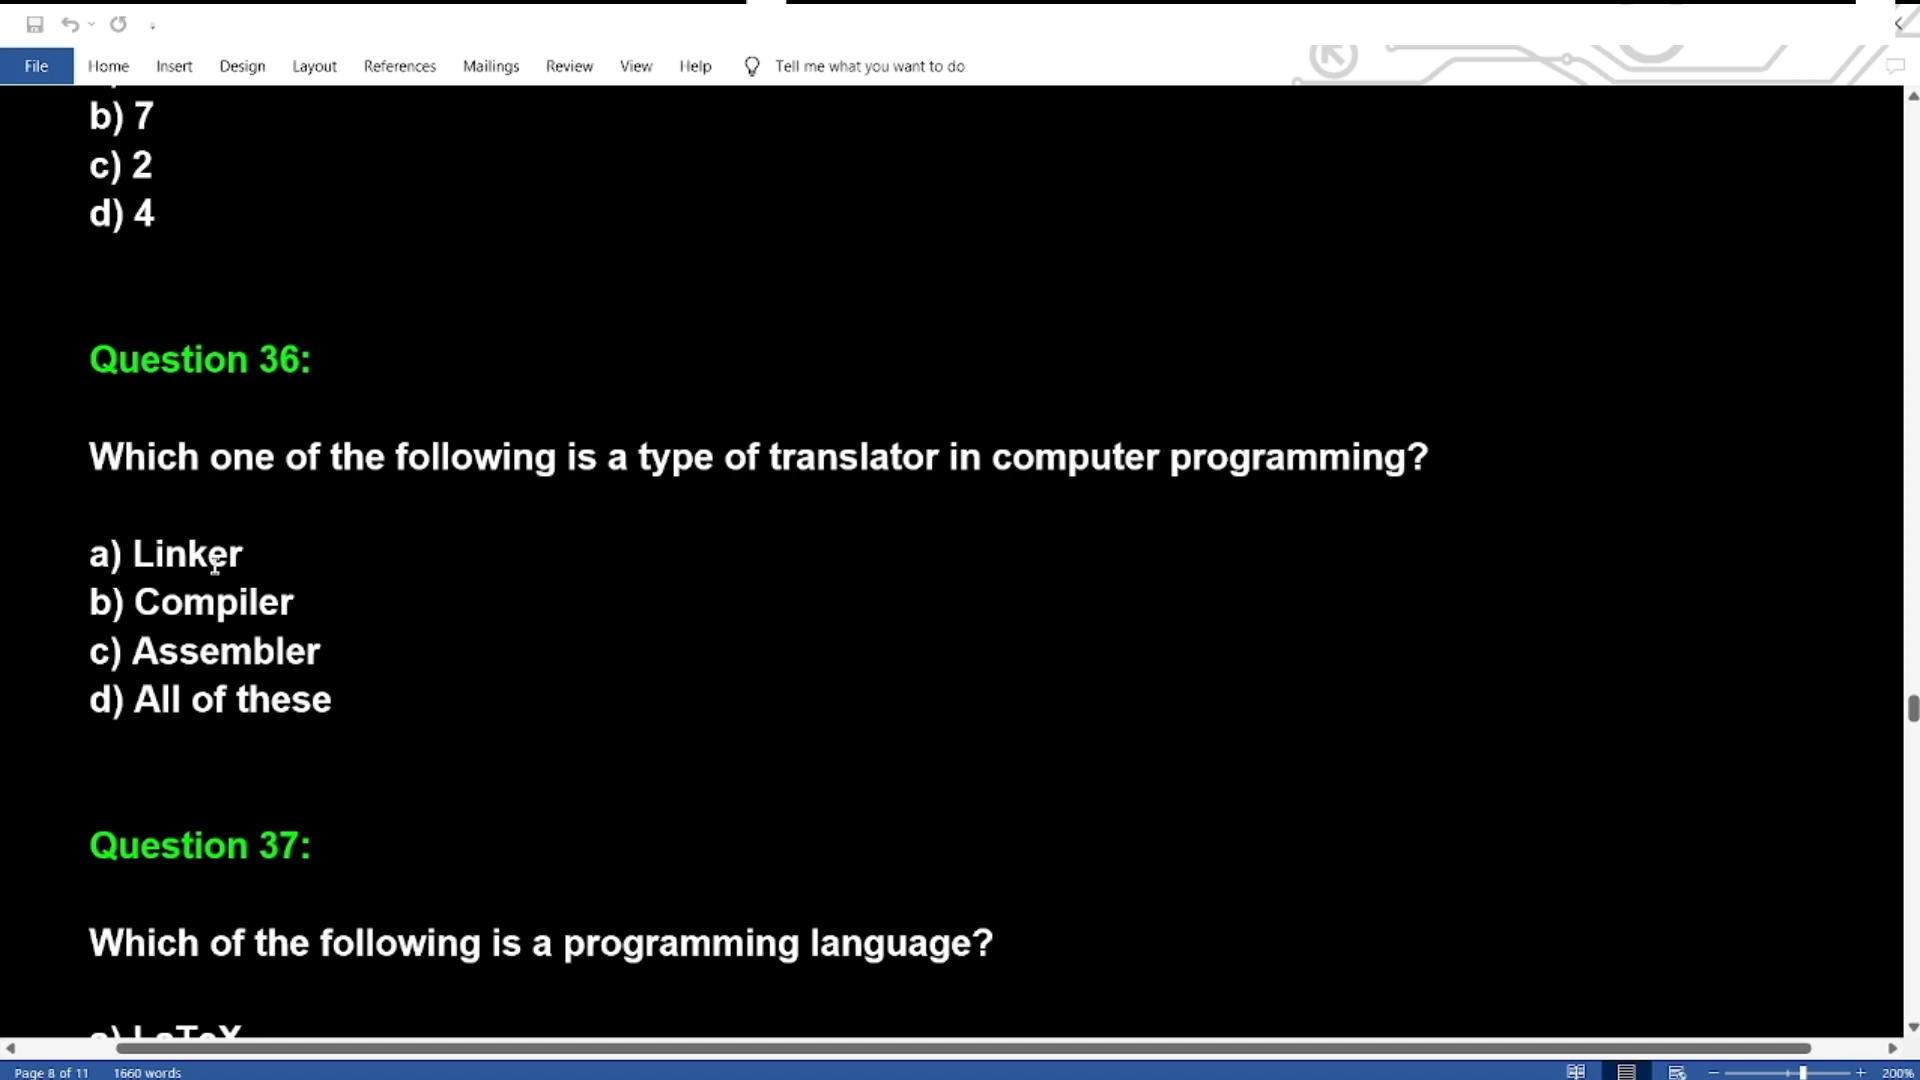 File Home Insert Design Layout References Mailings Review View Help Tell me what you want to do
b) 7
c) 2
d) 4
Question 36:
Which one of the following is a type of translator in computer programming?
a) Linker
b) Compiler
c) Assembler
d) All of these
Question 37:
Which of the following is a programming language?
a) LaTeX
Page 8 of 11 1660 words 200%